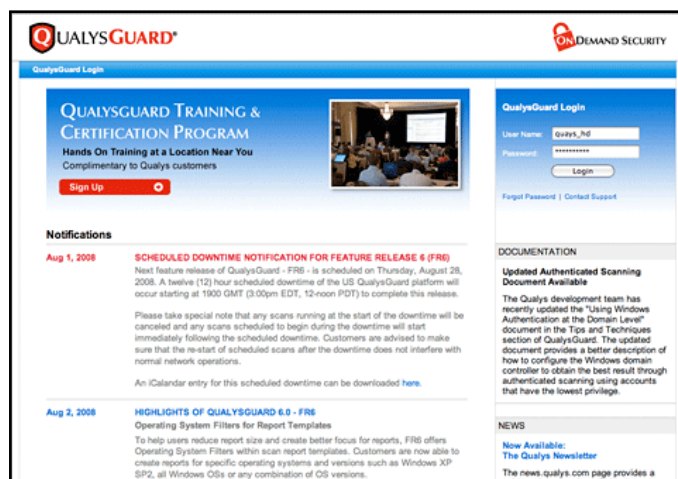 QUALYSGUARD®
ON DEMAND SECURITY
QualysGuard Login
QUALYSGUARD TRAINING &
CERTIFICATION PROGRAM
Hands On Training at a Location Near You
Complimentary to Qualys customers
Sign Up
QualysGuard Login
User Name: quays_hd
Password: **********
Login
Forgot Password | Contact Support
Notifications
Aug 1, 2008
SCHEDULED DOWNTIME NOTIFICATION FOR FEATURE RELEASE 6 (FR6)
Next feature release of QualysGuard - FR6 - is scheduled on Thursday, August 28,
2008. A twelve (12) hour scheduled downtime of the US QualysGuard platform will
occur starting at 1900 GMT (3:00pm EDT, 12-noon PDT) to complete this release.
Please take special note that any scans running at the start of the downtime will be
canceled and any scans scheduled to begin during the downtime will start
immediately following the scheduled downtime. Customers are advised to make
sure that the re-start of scheduled scans after the downtime does not interfere with
normal network operations.
An iCalandar entry for this scheduled downtime can be downloaded here.
Aug 2, 2008
HIGHLIGHTS OF QUALYSGUARD 6.0 - FR6
Operating System Filters for Report Templates
To help users reduce report size and create better focus for reports, FR6 offers
Operating System Filters within scan report templates. Customers are now able to
create reports for specific operating systems and versions such as Windows XP
SP2, all Windows OSs or any combination of OS versions.
DOCUMENTATION
Updated Authenticated Scanning
Document Available
The Qualys development team has
recently updated the "Using Windows
Authentication at the Domain Level"
document in the Tips and Techniques
section of QualysGuard. The updated
document provides a better description of
how to configure the Windows domain
controller to obtain the best result through
authenticated scanning using accounts
that have the lowest privilege.
NEWS
Now Available:
The Qualys Newsletter
The news.qualys.com page provides a